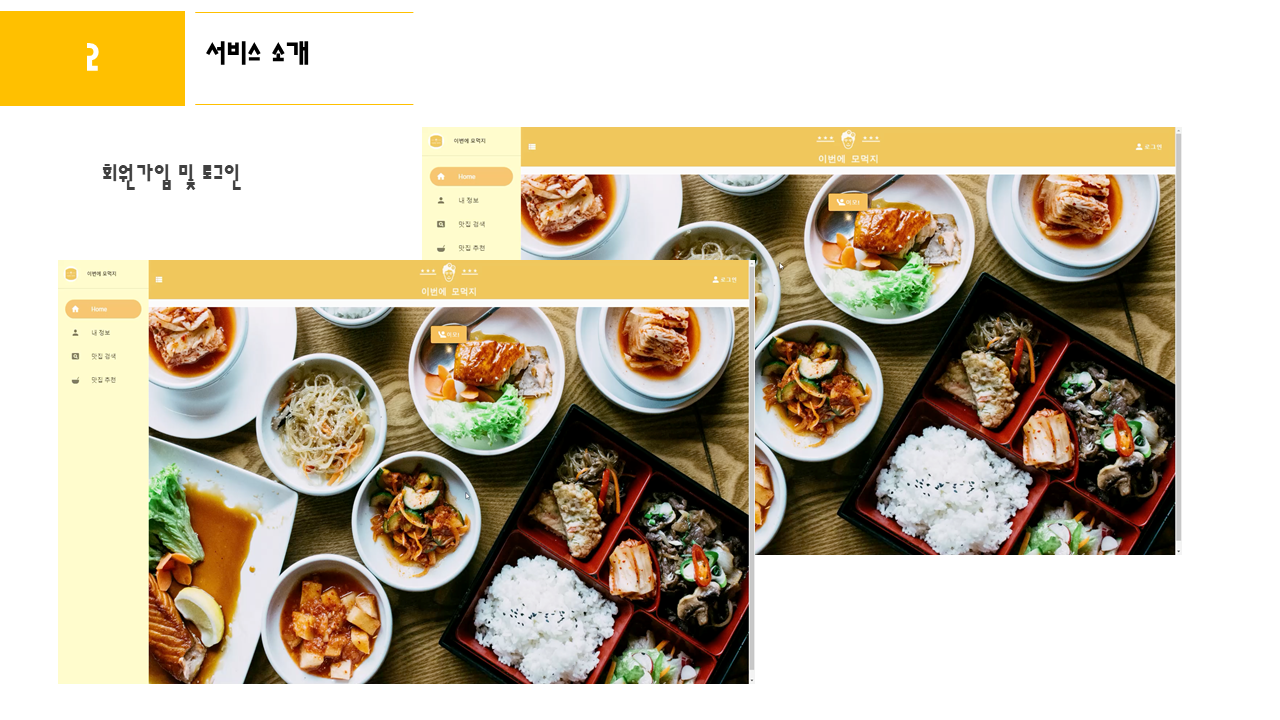 2
서비스 소개
회원가입 및 로그인
이번에 모먹지
이번에 모먹지
로그인
Home
내 정보
맛집 검색
맛집 추천
이번에 모먹지
이번에 모먹지
로그인
Home
내 정보
맛집 검색
맛집 추천